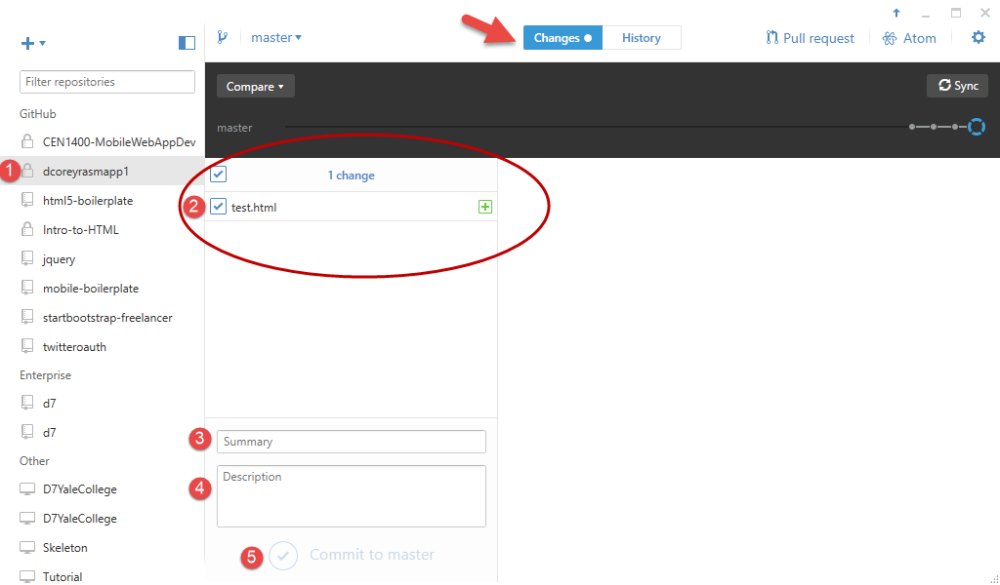 master
Changes
History
Pull request
Atom
Filter repositories
Compare
Sync
master
GitHub
CEN1400-MobileWebAppDev
1
dcoreyrasmapp1
html5-boilerplate
Intro-to-HTML
jquery
mobile-boilerplate
startbootstrap-freelancer
twitteroauth
Enterprise
d7
d7
Other
D7YaleCollege
D7YaleCollege
Skeleton
Tutorial
1 change
2
test.html
3
Summary
4
Description
5
Commit to master